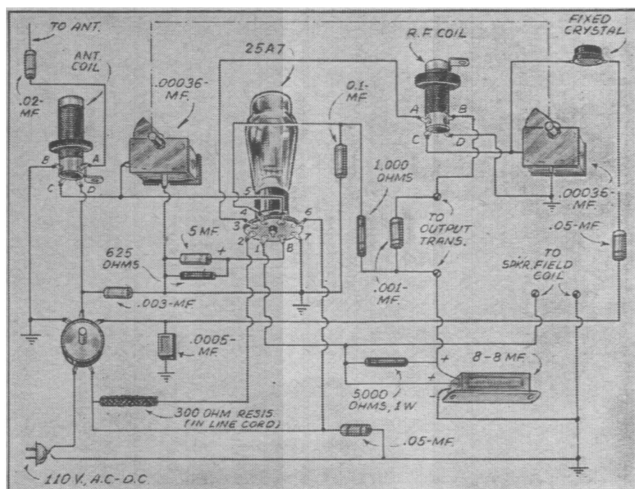 TO ANT.
ANT.
COIL
.02-
MF.
.00036-
MF.
25A7
R.F COIL
FIXED
CRYSTAL
0.1-
MF.
A
B
C
D
B
A
C
D
1,000
OHMS
.00036-
MF.
.05-
MF.
5
4
3
2
1
8
7
6
5 MF.
+
625
OHMS
TO
OUTPUT
TRANS.
.001-
MF.
TO
SPKR. FIELD
COIL
.003-MF.
.0005-
MF.
+
+
-
8-8 MF.
5000
OHMS, 1W
300 OHM RESIS
(IN LINE CORD)
.05-MF.
110 V., A.C-D.C.